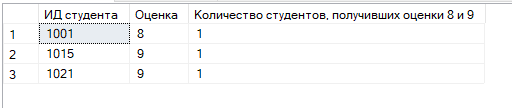 ИД студента Оценка Количество студентов, получивших оценки 8 и 9
1 1001 8 1
2 1015 9 1
3 1021 9 1